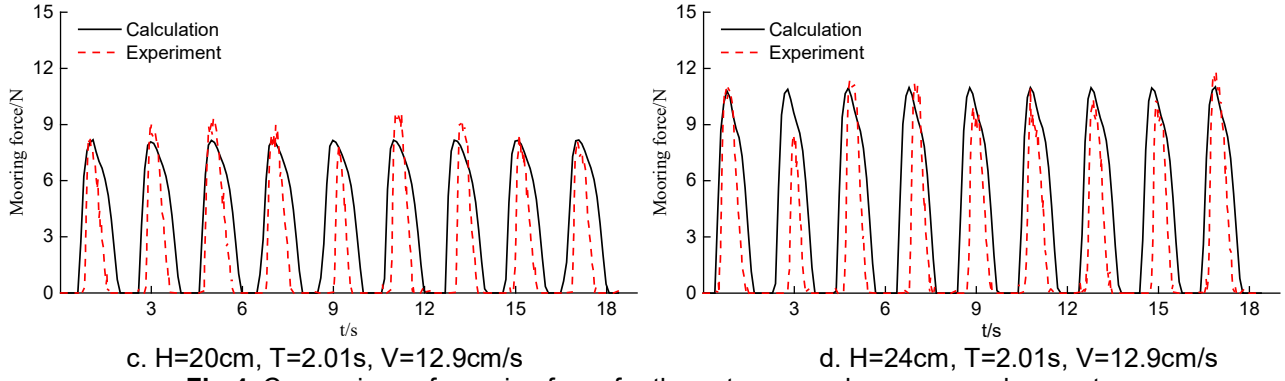 15
12
9
6
3
0
Mooring force/N
Calculation
Experiment
3 6 9 12 15 18
t/s
c. H=20cm, T=2.01s, V=12.9cm/s
15
12
9
6
3
0
Mooring force/N
Calculation
Experiment
3 6 9 12 15 18
t/s
d. H=24cm, T=2.01s, V=12.9cm/s